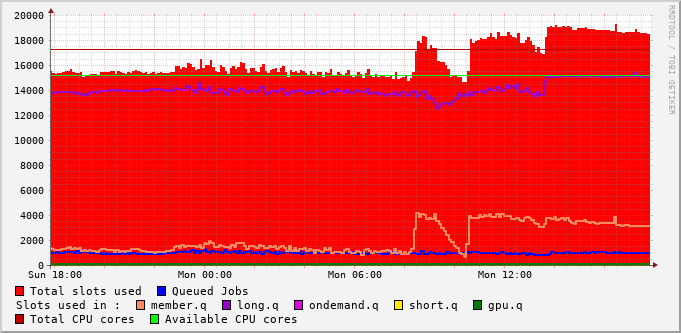 20000
18000
16000
14000
12000
10000
8000
6000
4000
2000
0
Sun 18:00 Mon 00:00 Mon 06:00 Mon 12:00
Total slots used Queued Jobs
Slots used in : member.q long.q ondemand.q short.q gpu.q
Total CPU cores Available CPU cores
RRDTOOL / TOBI OETIKER